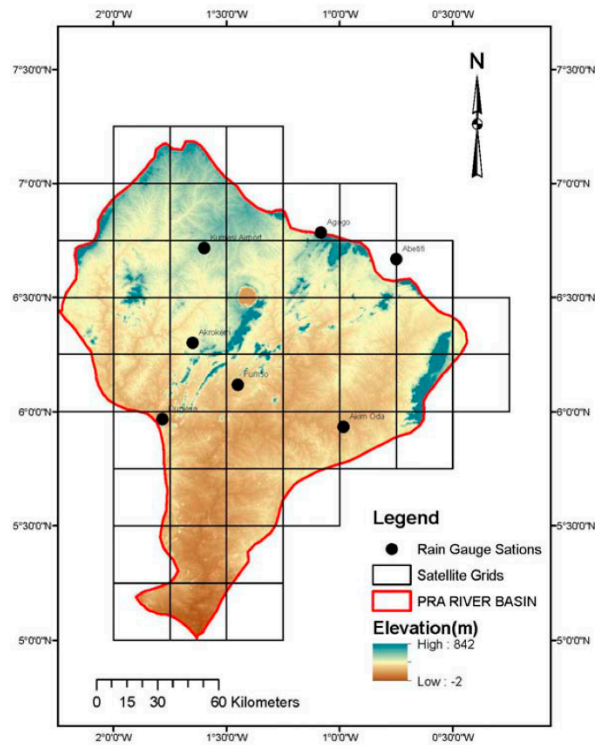 2°0'0"W 1°30'0"W 1°0'0"W 0°30'0"W
7°30'0"N 7°30'0"N
N
7°0'0"N 7°0'0"N
Agago
Kumasi Airport
Abetifi
6°30'0"N 6°30'0"N
Akrokerri
Fumso
6°0'0"N 6°0'0"N
Akim Oda
Legend
5°30'0"N 5°30'0"N
Rain Gauge Sations
Satellite Grids
PRA RIVER BASIN
Elevation(m)
High : 842
Low : -2
5°0'0"N 5°0'0"N
0 15 30 60 Kilometers
2°0'0"W 1°30'0"W 1°0'0"W 0°30'0"W